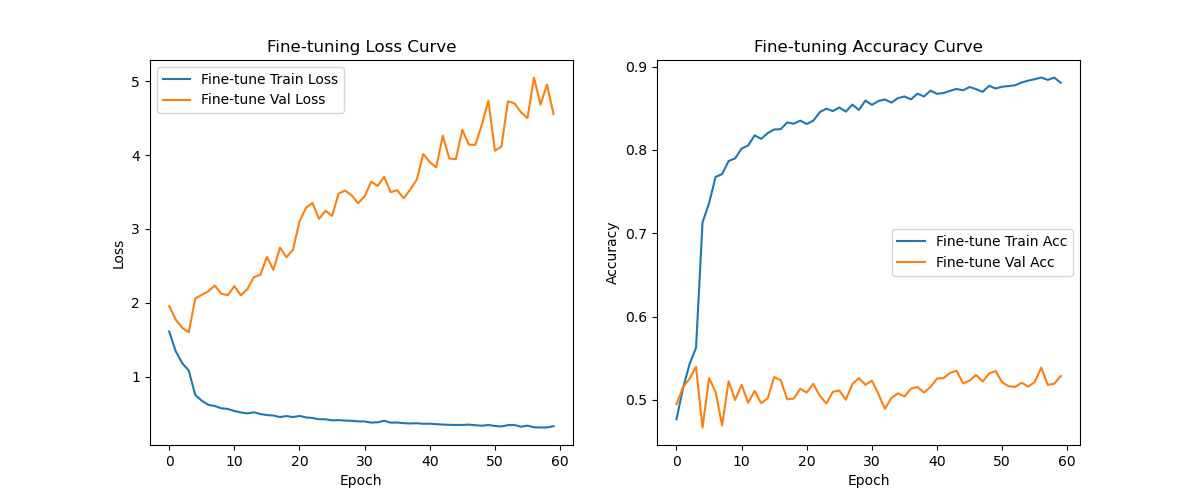 Fine-tuning Loss Curve
Fine-tune Train Loss
Fine-tune Val Loss
5
4
3
2
1
Loss
0 10 20 30 40 50 60
Epoch
Fine-tuning Accuracy Curve
0.9
0.8
0.7
0.6
0.5
Accuracy
Fine-tune Train Acc
Fine-tune Val Acc
0 10 20 30 40 50 60
Epoch